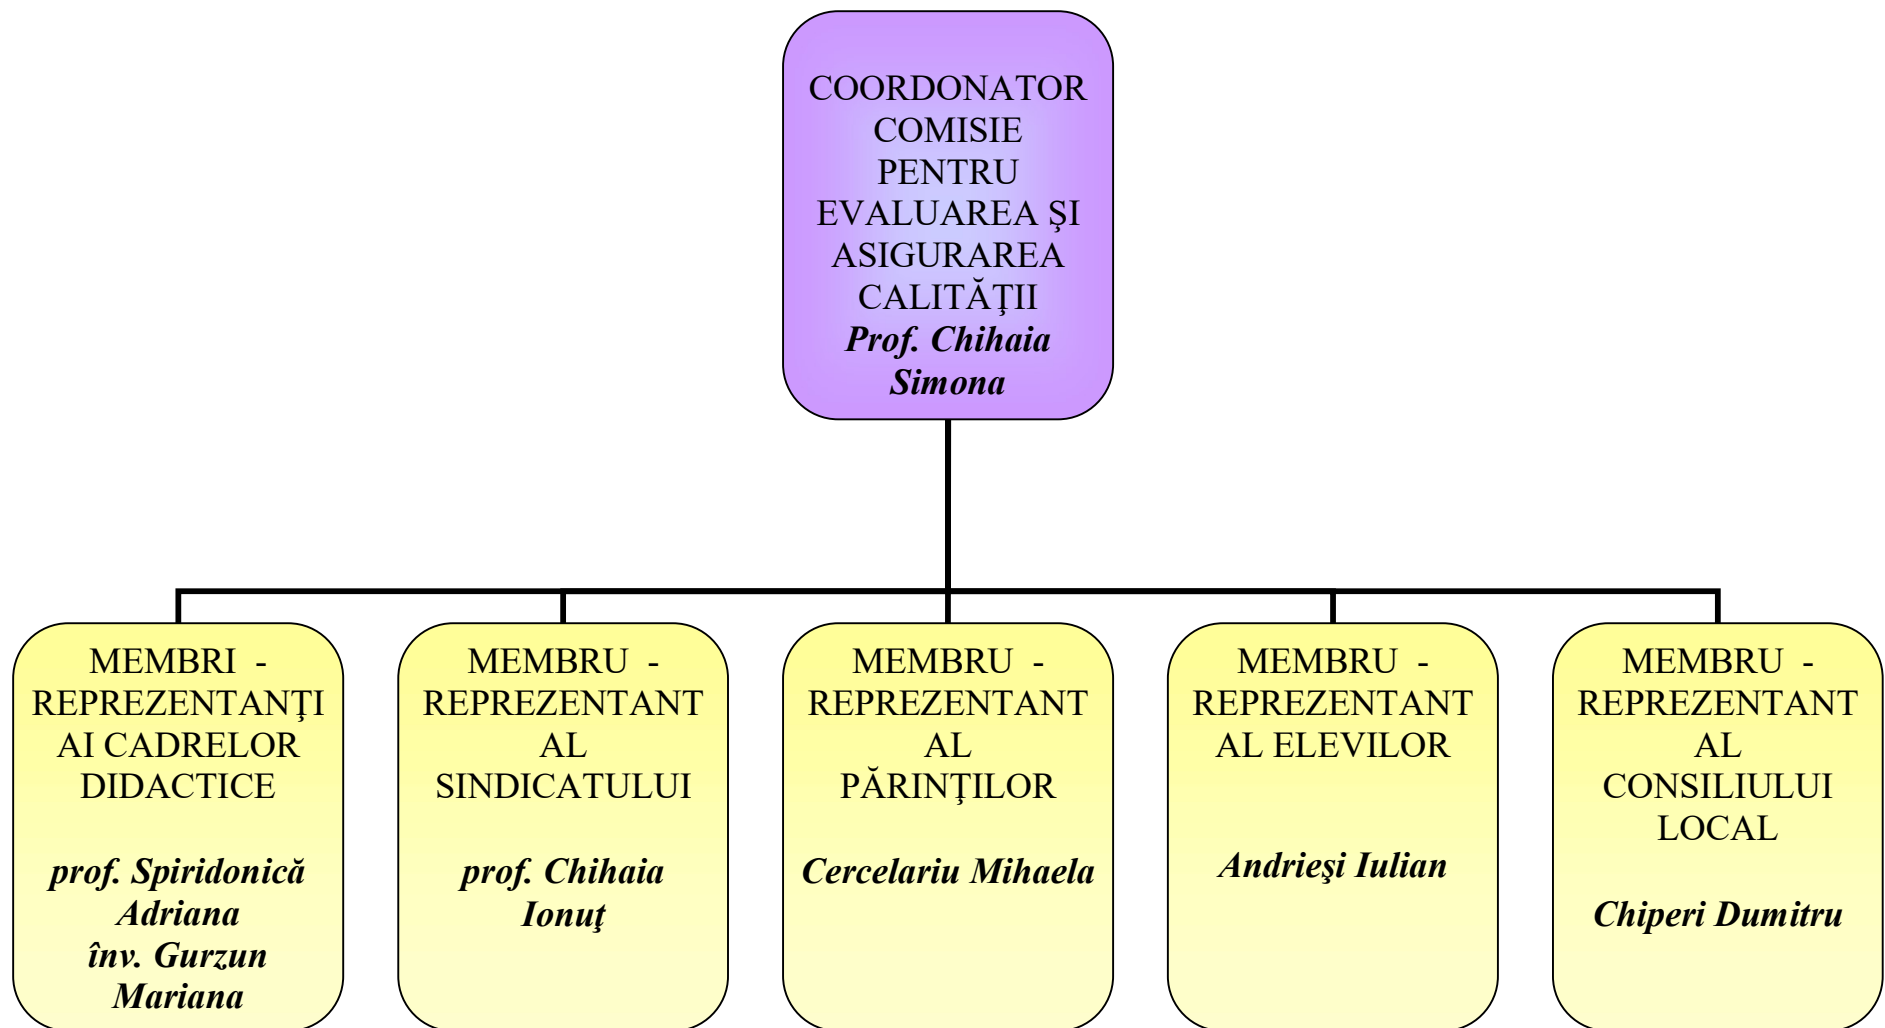 COORDONATOR
COMISIE
PENTRU
EVALUAREA ŞI
ASIGURAREA
CALITĂŢII
Prof. Chihaia
Simona
MEMBRI -
REPREZENTANŢI
AI CADRELOR
DIDACTICE
prof. Spiridonică
Adriana
înv. Gurzun
Mariana
MEMBRU -
REPREZENTANT
AL
SINDICATULUI
prof. Chihaia
Ionuţ
MEMBRU -
REPREZENTANT
AL
PĂRINŢILOR
Cercelariu Mihaela
MEMBRU -
REPREZENTANT
AL ELEVILOR
Andrieşi Iulian
MEMBRU -
REPREZENTANT
AL
CONSILIULUI
LOCAL
Chiperi Dumitru